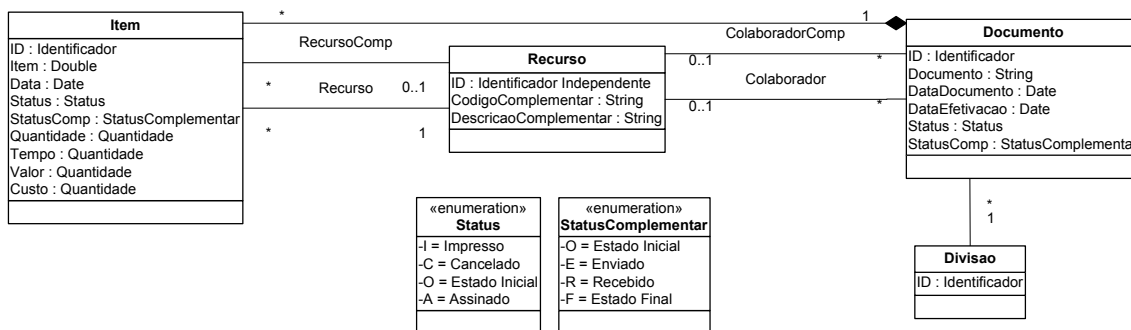 *
1
Item
ID : Identificador
Item : Double
Data : Date
Status : Status
StatusComp : StatusComplementar
Quantidade : Quantidade
Tempo : Quantidade
Valor : Quantidade
Custo : Quantidade
RecursoComp
*
Recurso
0..1
*
1
Recurso
ID : Identificador Independente
CodigoComplementar : String
DescricaoComplementar : String
ColaboradorComp
0..1
*
Colaborador
0..1
*
Documento
ID : Identificador
Documento : String
DataDocumento : Date
DataEfetivacao : Date
Status : Status
StatusComp : StatusComplementa
*
1
Divisao
ID : Identificador
«enumeration»
Status
-I = Impresso
-C = Cancelado
-O = Estado Inicial
-A = Assinado
«enumeration»
StatusComplementar
-O = Estado Inicial
-E = Enviado
-R = Recebido
-F = Estado Final